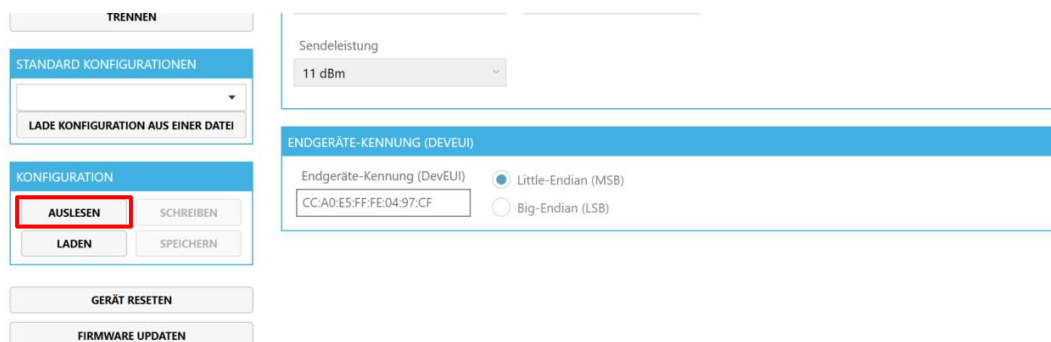 TRENNEN
STANDARD KONFIGURATIONEN
LADE KONFIGURATION AUS EINER DATEI
KONFIGURATION
AUSLESEN
SCHREIBEN
LADEN
SPEICHERN
GERÄT RESETEN
FIRMWARE UPDATEN
Sendeleistung
11 dBm
ENDGERÄTE-KENNUNG (DEVEUI)
Endgeräte-Kennung (DevEUI)
CC:A0:E5:FF:FE:04:97:CF
Little-Endian (MSB)
Big-Endian (LSB)